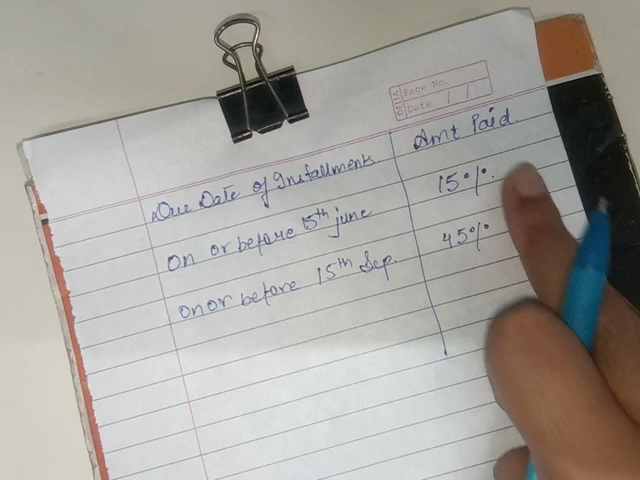 Page No.
Date / /
Due Date of Installments. Amt Paid.
On or before 15th june 15%.
on or before 15th Sep. 45%